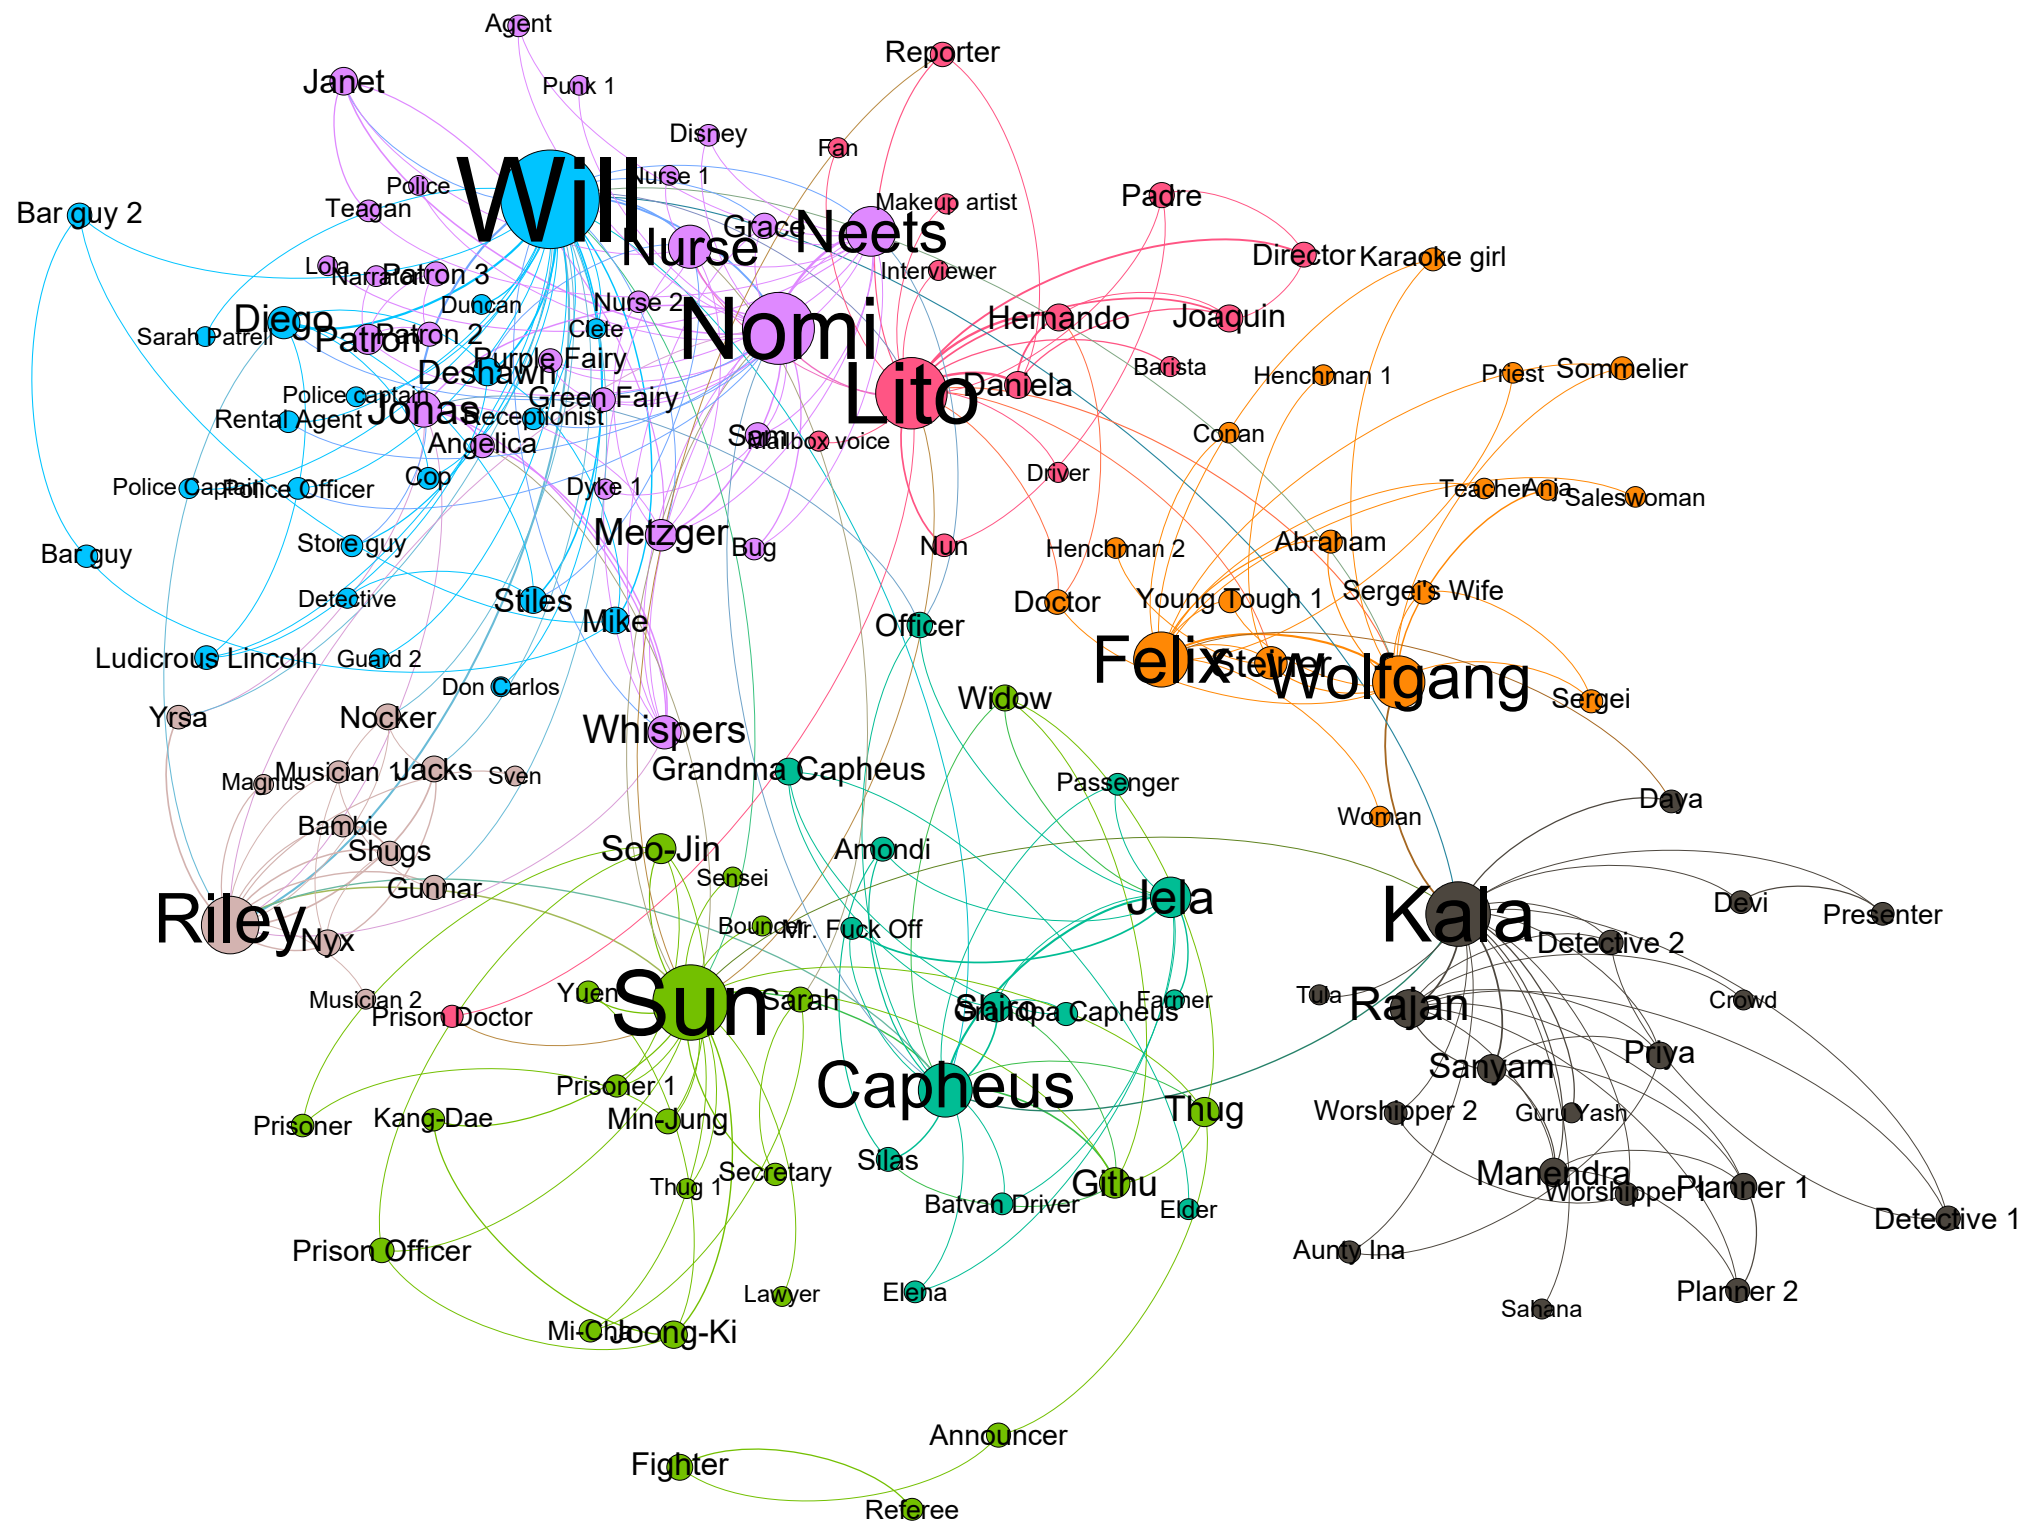 Agent
Reporter
Janet
Punk 1
Disney
Fan
Nurse 1
Police
Will
Padre
Makeup artist
Teagan
Bar guy 2
Grace
Neets
Nurse
Director
Karaoke girl
Lola
Narrator
Patron 3
Interviewer
Duncan
Nurse 2
Nomi
Hernando
Joaquin
Diego
Clete
Sarah Patrell
Patron
Patron 2
Purple Fairy
Deshawn
Barista
Henchman 1
Priest
Sommelier
Daniela
Lito
Police captain
Green Fairy
Jonas
Receptionist
Rental Agent
Angelica
Sam
Mailbox voice
Conan
Cop
Driver
Police Captain
Police Officer
Dyke 1
Teacher
Anja
Saleswoman
Metzger
Bug
Store guy
Nun
Henchman 2
Abraham
Bar guy
Detective
Stiles
Mike
Doctor
Young Tough 1
Sergei's Wife
Officer
Ludicrous Lincoln
Guard 2
Felix
Steiner
Wolfgang
Don Carlos
Widow
Sergei
Yrsa
Nocker
Whispers
Musician 1
Jacks
Sven
Magnus
Grandma Capheus
Passenger
Daya
Woman
Bambie
Shugs
Soo-Jin
Amondi
Gunnar
Sensei
Jela
Riley
Nyx
Bouncer
Mr. Fuck Off
Kala
Devi
Presenter
Detective 2
Musician 2
Prison Doctor
Yuen
Sun
Sarah
Shiro
Grandpa Capheus
Farmer
Tula
Rajan
Crowd
Sanyam
Priya
Prisoner 1
Capheus
Prisoner
Kang-Dae
Min-Jung
Thug
Worshipper 2
Guru Yash
Silas
Secretary
Thug 1
Githu
Manendra
Worshipper 1
Planner 1
Batvan Driver
Elder
Detective 1
Prison Officer
Aunty Ina
Lawyer
Elena
Planner 2
Sahana
Mi-Cha
Joong-Ki
Announcer
Fighter
Referee